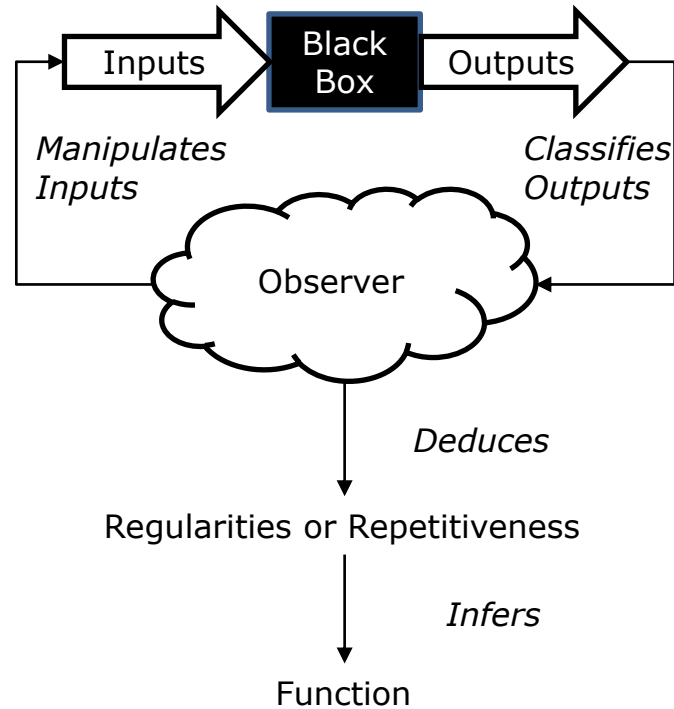 Inputs
Black
Box
Outputs
Manipulates
Inputs
Classifies
Outputs
Observer
Deduces
Regularities or Repetitiveness
Infers
Function